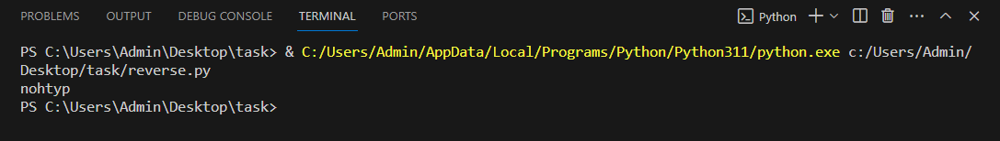 PROBLEMS OUTPUT DEBUG CONSOLE TERMINAL PORTS Python
PS C:\Users\Admin\Desktop\task> & C:/Users/Admin/AppData/Local/Programs/Python/Python311/python.exe c:/Users/Admin/
Desktop/task/reverse.py
nohtyp
PS C:\Users\Admin\Desktop\task>